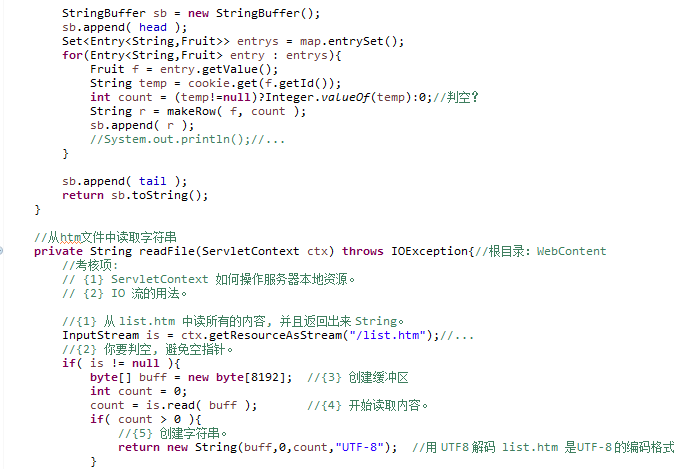 StringBuffer sb = new StringBuffer();
sb.append( head );
Set<Entry<String,Fruit>> entrys = map.entrySet();
for(Entry<String,Fruit> entry : entrys){
Fruit f = entry.getValue();
String temp = cookie.get(f.getId());
int count = (temp!=null)?Integer.valueOf(temp):0;//判空?
String r = makeRow( f, count );
sb.append( r );
//System.out.println();//...
}
sb.append( tail );
return sb.toString();
}
//从htm文件中读取字符串
private String readFile(ServletContext ctx) throws IOException{//根目录: WebContent
//考核项:
// {1} ServletContext 如何操作服务器本地资源。
// {2} IO 流的用法。
//{1} 从 list.htm 中读所有的内容, 并且返回出来 String。
InputStream is = ctx.getResourceAsStream("/list.htm");//...
//{2} 你要判空, 避免空指针。
if( is != null ){
byte[] buff = new byte[8192]; //{3} 创建缓冲区
int count = 0;
count = is.read( buff ); //{4} 开始读取内容。
if( count > 0 ){
//{5} 创建字符串。
return new String(buff,0,count,"UTF-8"); //用 UTF8 解码 list.htm 是UTF-8 的编码格式
}